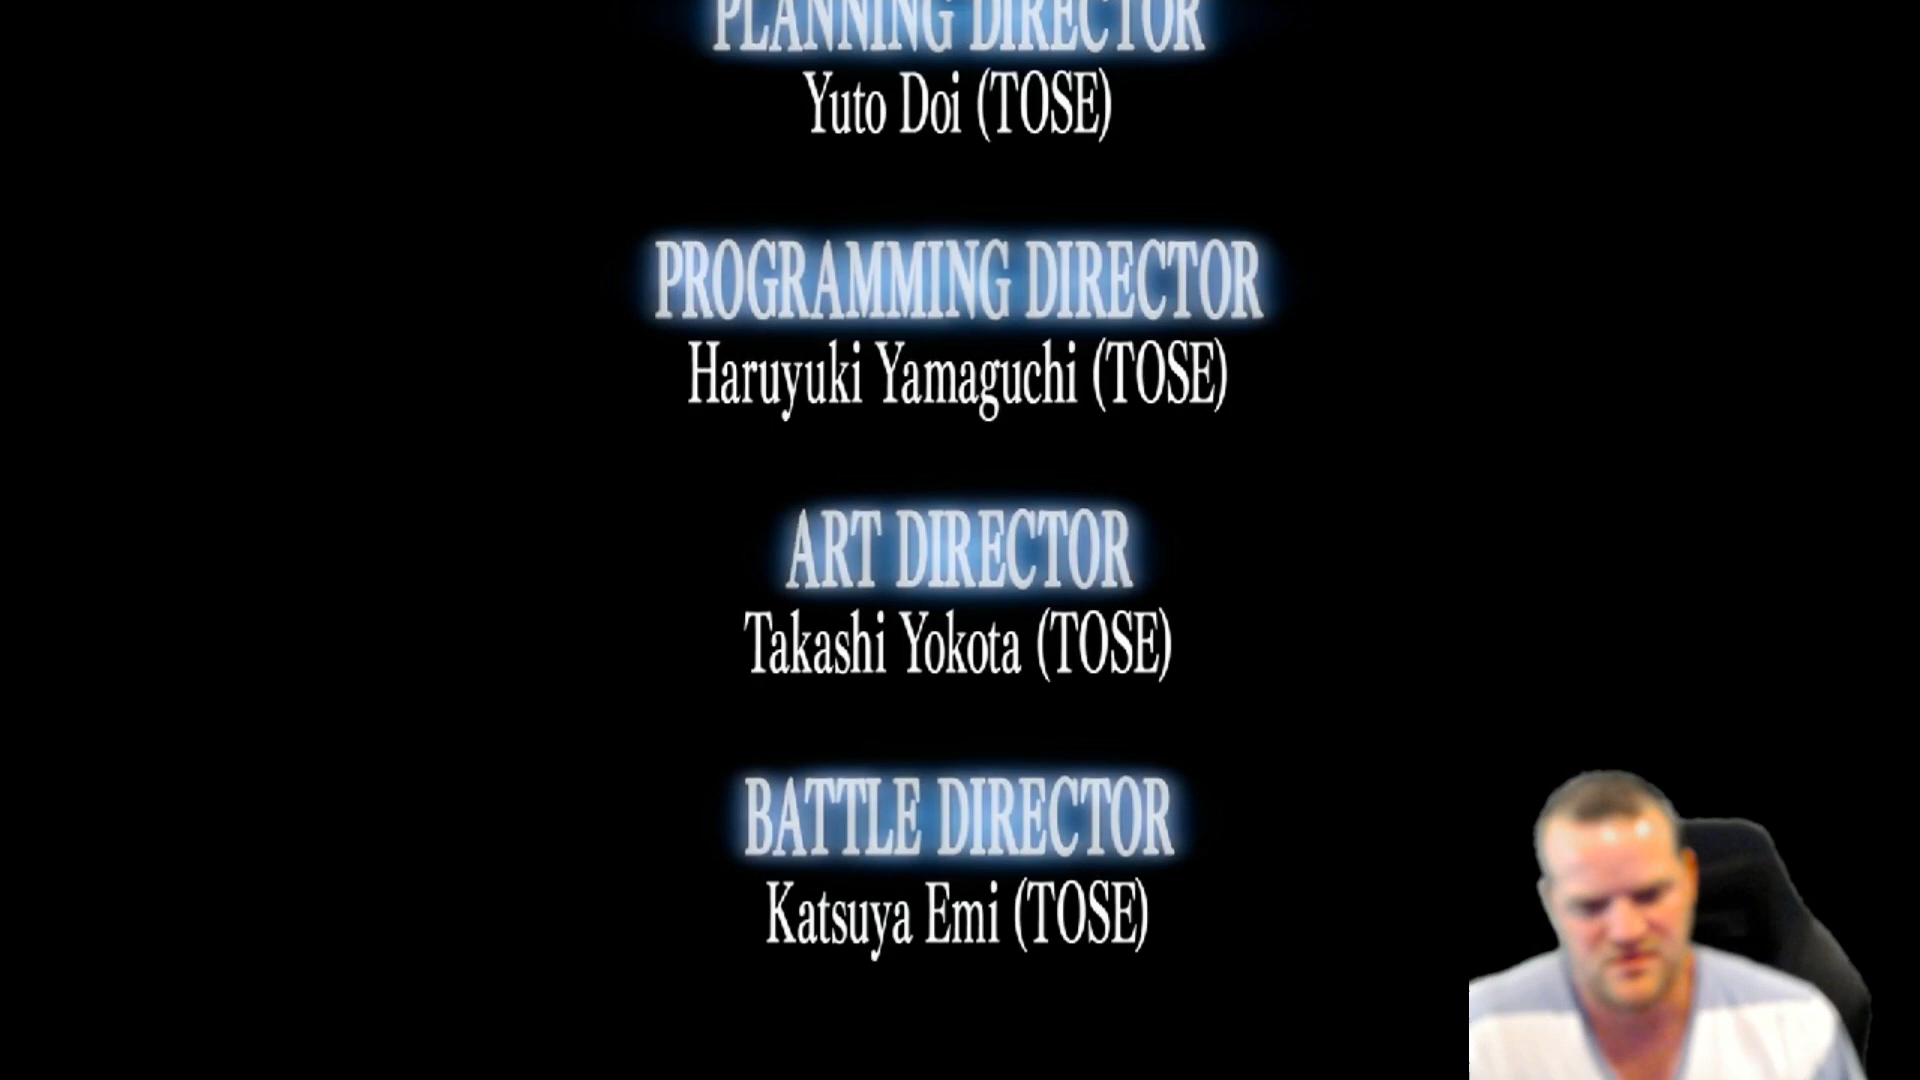 PLANNING DIRECTOR
Yuto Doi (TOSE)
PROGRAMMING DIRECTOR
Haruyuki Yamaguchi (TOSE)
ART DIRECTOR
Takashi Yokota (TOSE)
BATTLE DIRECTOR
Katsuya Emi (TOSE)